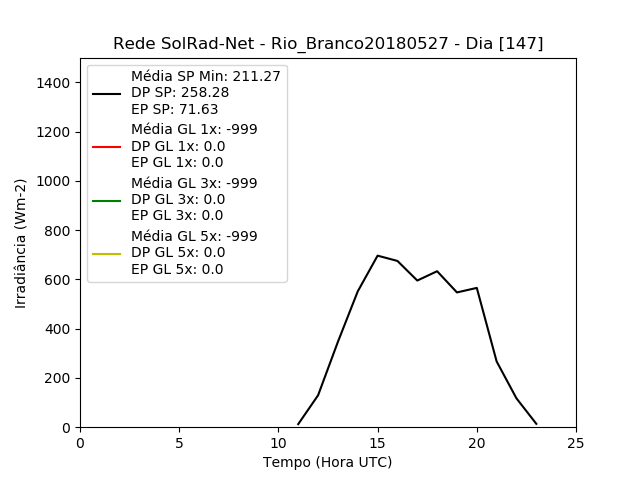 Rede SolRad-Net - Rio_Branco20180527 - Dia [147]
Média SP Min: 211.27
DP SP: 258.28
EP SP: 71.63
Média GL 1x: -999
DP GL 1x: 0.0
EP GL 1x: 0.0
Média GL 3x: -999
DP GL 3x: 0.0
EP GL 3x: 0.0
Média GL 5x: -999
DP GL 5x: 0.0
EP GL 5x: 0.0
Irradiância (Wm-2)
1400
1200
1000
800
600
400
200
0
0 5 10 15 20 25
Tempo (Hora UTC)